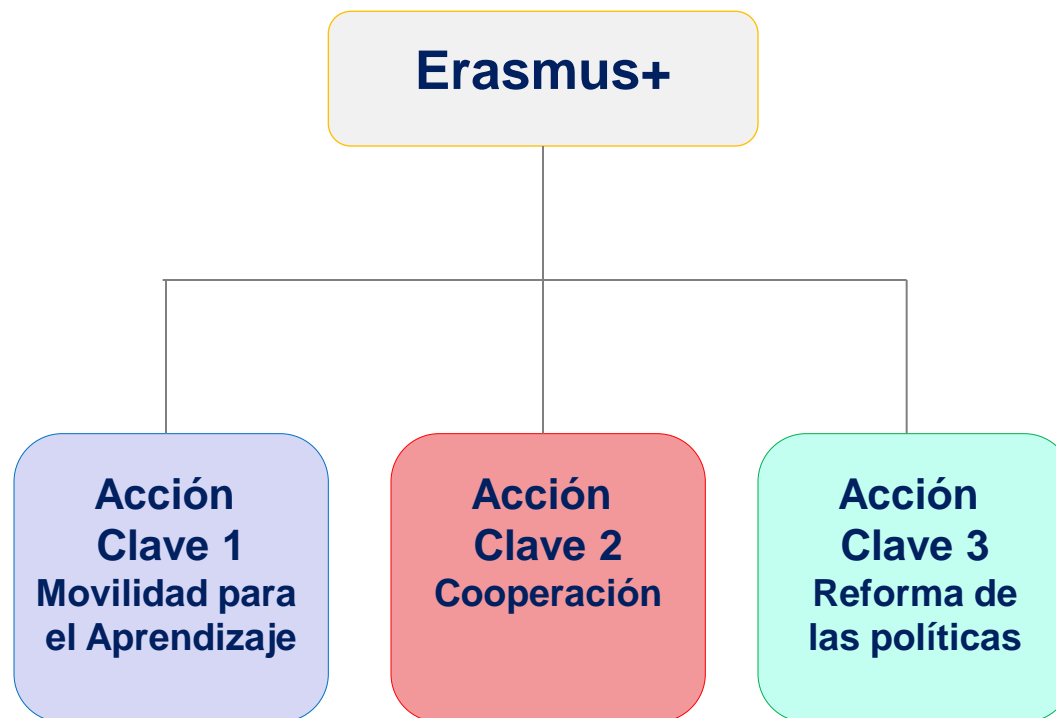 Erasmus+
Acción
Clave 1
Movilidad para
el Aprendizaje
Acción
Clave 2
Cooperación
Acción
Clave 3
Reforma de
las políticas